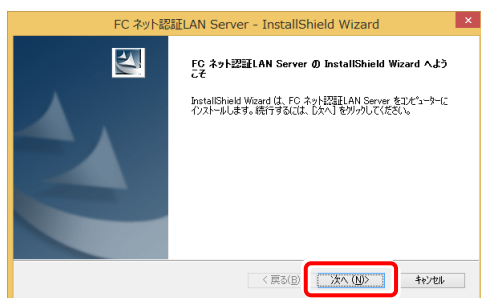 FC ネット認証LAN Server - InstallShield Wizard
FC ネット認証LAN Server の InstallShield Wizard へよう
こそ
InstallShield Wizard は、FC ネット認証LAN Server をコンピューターに
インストールします。続行するには、[次へ] をクリックしてください。
< 戻る(B)
次へ (N)>
キャンセル